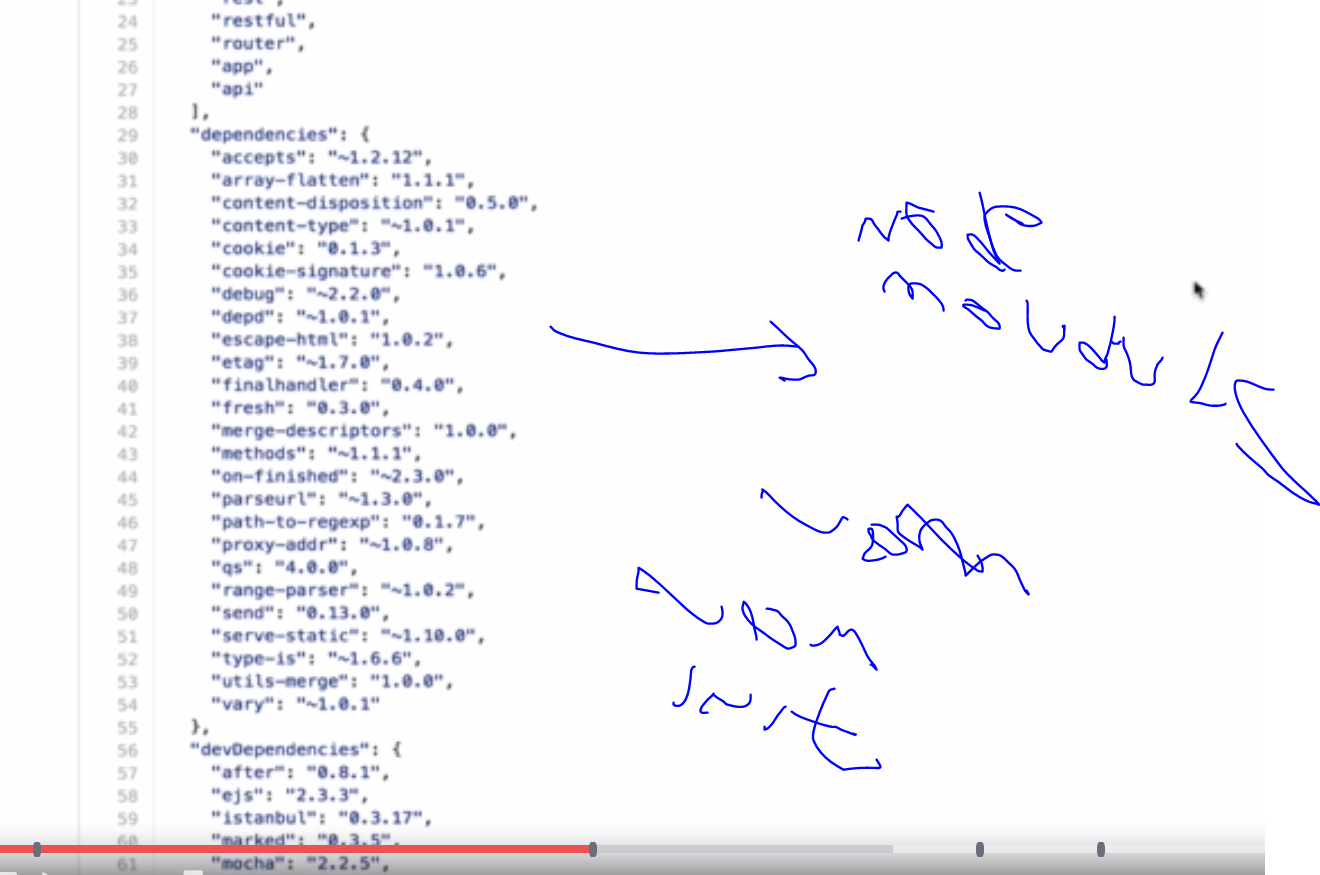 24 "restful",
25 "router",
26 "app",
27 "api"
28 ],
29 "dependencies": {
30 "accepts": "~1.2.12",
31 "array-flatten": "1.1.1",
32 "content-disposition": "0.5.0",
33 "content-type": "~1.0.1",
34 "cookie": "0.1.3",
35 "cookie-signature": "1.0.6",
36 "debug": "~2.2.0",
37 "depd": "~1.0.1",
38 "escape-html": "1.0.2",
39 "etag": "~1.7.0",
40 "finalhandler": "0.4.0",
41 "fresh": "0.3.0",
42 "merge-descriptors": "1.0.0",
43 "methods": "~1.1.1",
44 "on-finished": "~2.3.0",
45 "parseurl": "~1.3.0",
46 "path-to-regexp": "0.1.7",
47 "proxy-addr": "~1.0.8",
48 "qs": "4.0.0",
49 "range-parser": "~1.0.2",
50 "send": "0.13.0",
51 "serve-static": "~1.10.0",
52 "type-is": "~1.6.6",
53 "utils-merge": "1.0.0",
54 "vary": "~1.0.1"
55 },
56 "devDependencies": {
57 "after": "0.8.1",
58 "ejs": "2.3.3",
59 "istanbul": "0.3.17",
60 "marked": "0.3.5",
61 "mocha": "2.2.5",